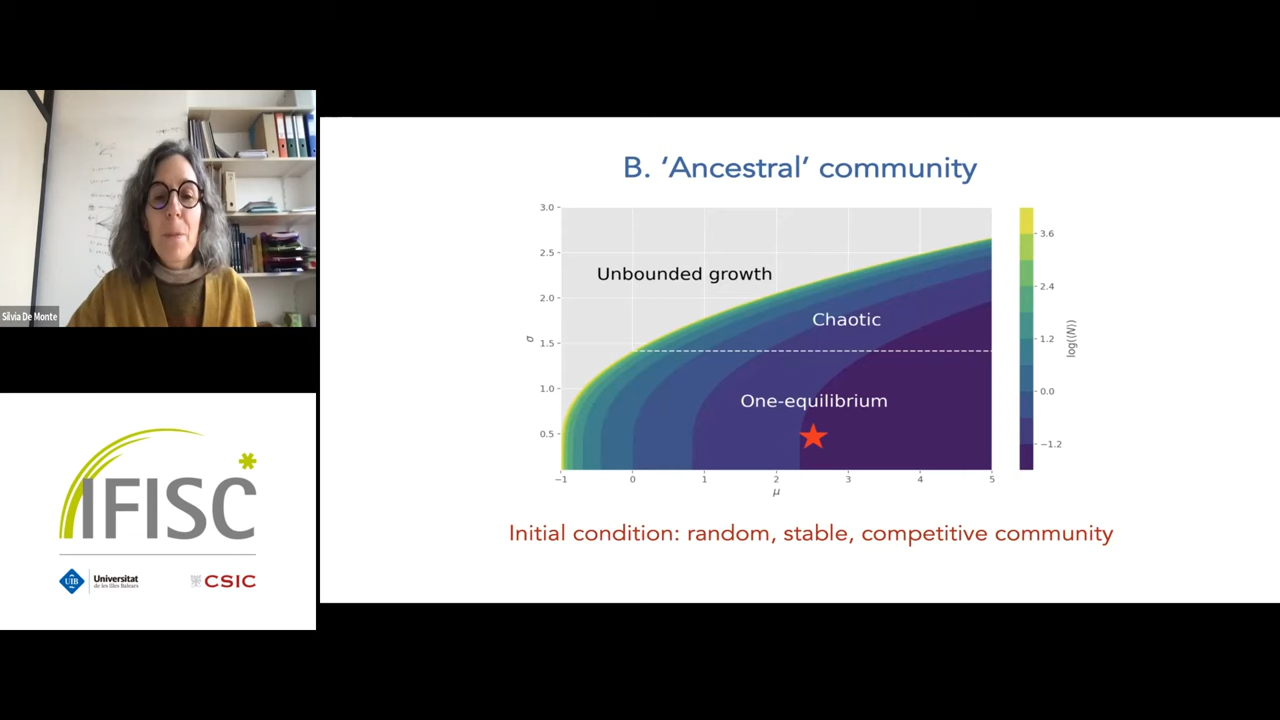 Silvia De Monte
IFISC
UIB
Universitat
de les Illes Balears
CSIC
B. ‘Ancestral’ community
3.0
2.5
2.0
1.5
1.0
0.5
σ
Unbounded growth
Chaotic
One-equilibrium
−1
0
1
2
3
4
5
μ
3.6
2.4
1.2
0.0
−1.2
log(⟨N⟩)
Initial condition: random, stable, competitive community